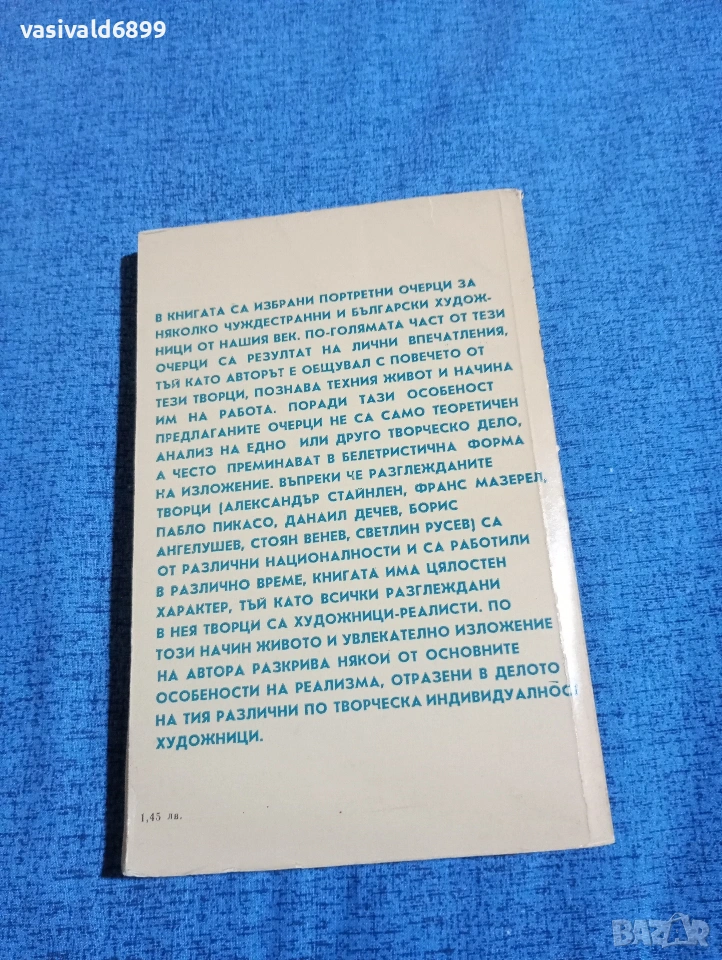 vasivald6899
В КНИГАТА СА ИЗБРАНИ ПОРТРЕТНИ ОЧЕРЦИ ЗА
НЯКОЛКО ЧУЖДЕСТРАННИ И БЪЛГАРСКИ ХУДОЖ-
НИЦИ ОТ НАШИЯ ВЕК. ПО-ГОЛЯМАТА ЧАСТ ОТ ТЕЗИ
ОЧЕРЦИ СА РЕЗУЛТАТ НА ЛИЧНИ ВПЕЧАТЛЕНИЯ,
ТЪЙ КАТО АВТОРЪТ Е ОБЩУВАЛ С ПОВЕЧЕТО ОТ
ТЕЗИ ТВОРЦИ, ПОЗНАВА ТЕХНИЯ ЖИВОТ И НАЧИНА
ИМ НА РАБОТА. ПОРАДИ ТАЗИ ОСОБЕНОСТ
ПРЕДЛАГАНИТЕ ОЧЕРЦИ НЕ СА САМО ТЕОРЕТИЧЕН
АНАЛИЗ НА ЕДНО ИЛИ ДРУГО ТВОРЧЕСКО ДЕЛО,
А ЧЕСТО ПРЕМИНАВАТ В БЕЛЕТРИСТИЧНА ФОРМА
НА ИЗЛОЖЕНИЕ. ВЪПРЕКИ ЧЕ РАЗГЛЕЖДАНИТЕ
ТВОРЦИ (АЛЕКСАНДЪР СТАЙНЛЕН, ФРАНС МАЗЕРЕЛ,
ПАБЛО ПИКАСО, ДАНАИЛ ДЕЧЕВ, БОРИС
АНГЕЛУШЕВ, СТОЯН ВЕНЕВ, СВЕТЛИН РУСЕВ) СА
ОТ РАЗЛИЧНИ НАЦИОНАЛНОСТИ И СА РАБОТИЛИ
В РАЗЛИЧНО ВРЕМЕ, КНИГАТА ИМА ЦЯЛОСТЕН
ХАРАКТЕР, ТЪЙ КАТО ВСИЧКИ РАЗГЛЕЖДАНИ
В НЕЯ ТВОРЦИ СА ХУДОЖНИЦИ-РЕАЛИСТИ. ПО
ТОЗИ НАЧИН ЖИВОТО И УВЛЕКАТЕЛНО ИЗЛОЖЕНИЕ
НА АВТОРА РАЗКРИВА НЯКОИ ОТ ОСНОВНИТЕ
ОСОБЕНОСТИ НА РЕАЛИЗМА, ОТРАЗЕНИ В ДЕЛОТО
НА ТИЯ РАЗЛИЧНИ ПО ТВОРЧЕСКА ИНДИВИДУАЛНОСТ
ХУДОЖНИЦИ.
1,45 лв.
BAZAR